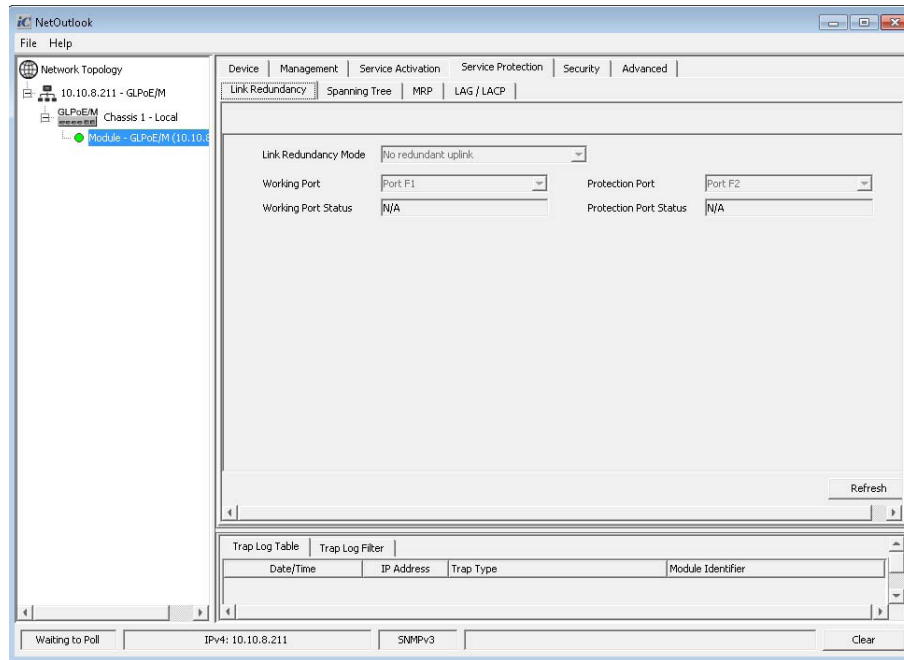 iC NetOutlook
File Help
Network Topology
10.10.8.211 - GLPoE/M
GLPoE/M Chassis 1 - Local
Module - GLPoE/M (10.10.8
Device Management Service Activation Service Protection Security Advanced
Link Redundancy Spanning Tree MRP LAG / LACP
Link Redundancy Mode No redundant uplink
Working Port Port F1 Protection Port Port F2
Working Port Status N/A Protection Port Status N/A
Refresh
Trap Log Table Trap Log Filter
Date/Time IP Address Trap Type Module Identifier
Waiting to Poll IPv4: 10.10.8.211 SNMPv3 Clear